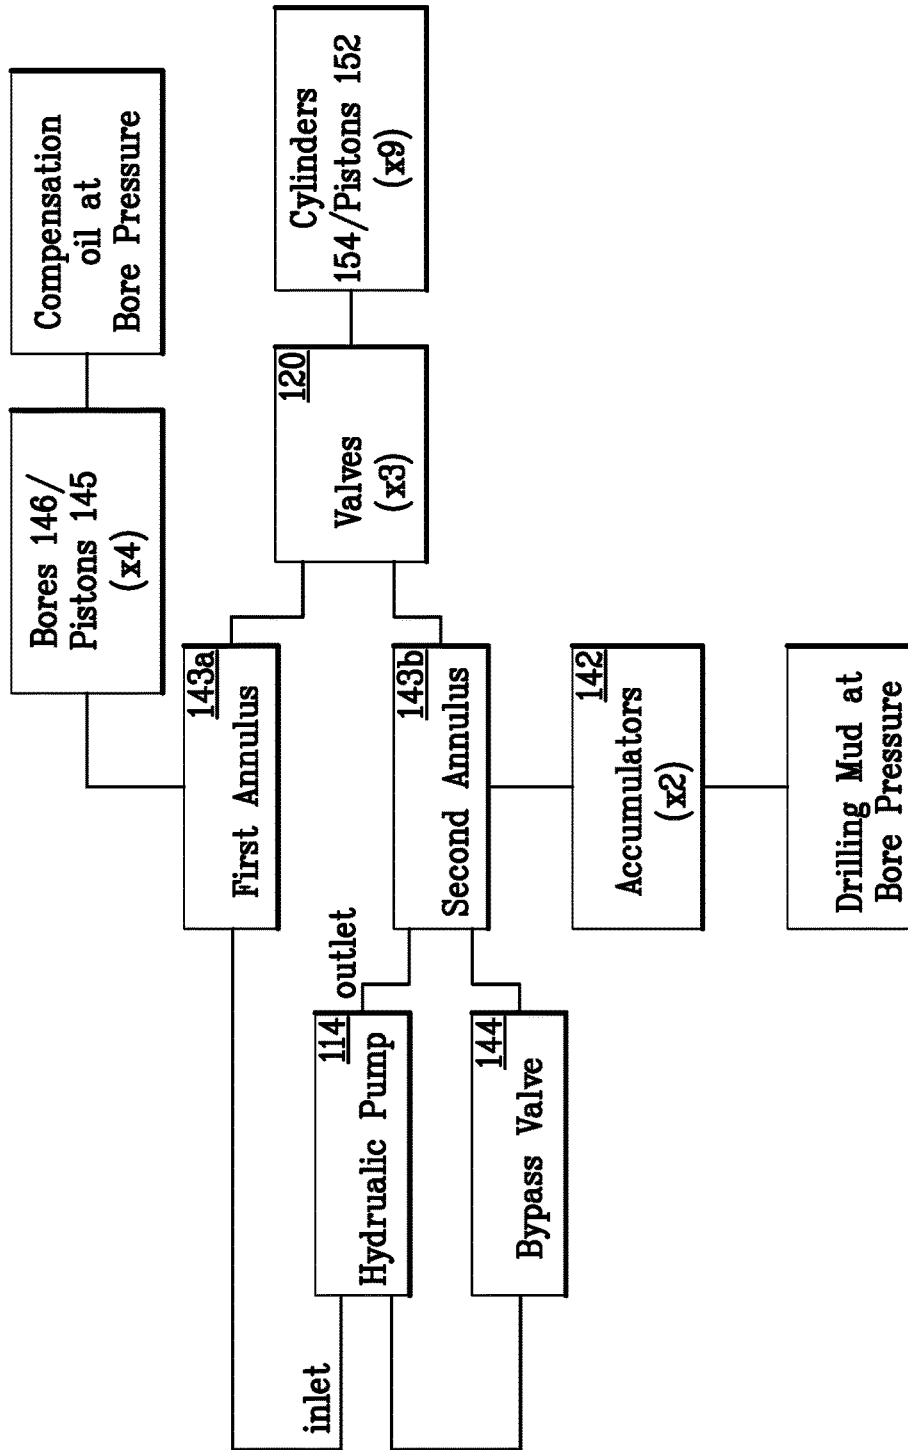 Compensation
oil at
Bore Pressure
Bores 146/
Pistons 145
(x4)
Cylinders
154/Pistons 152
(x9)
120
Valves
(x3)
143a
First Annulus
143b
Second Annulus
142
Accumulators
(x2)
Drilling Mud at
Bore Pressure
outlet
114
Hydrualic Pump
144
Bypass Valve
inlet